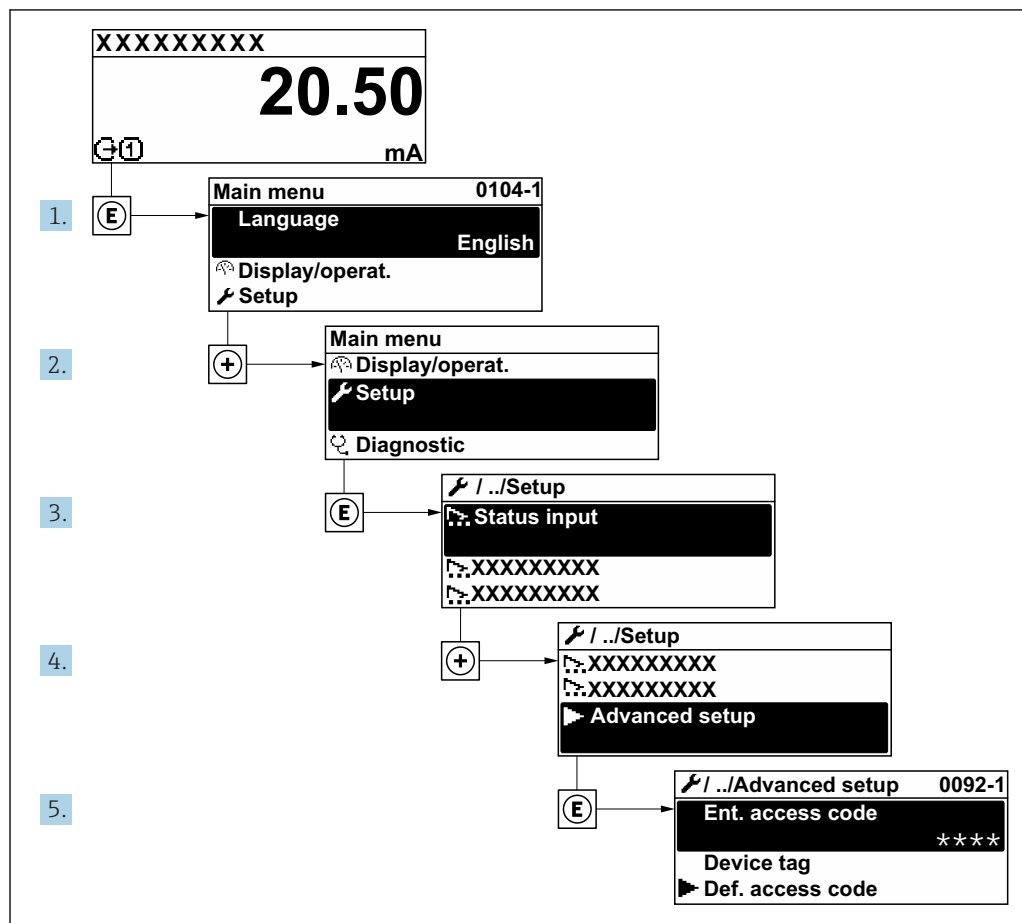 XXXXXXXXX
20.50
1 mA
Main menu 0104-1
1. E Language
English
Display/operat.
Setup
Main menu
2. + Display/operat.
Setup
Diagnostic
/ ../Setup
3. E Status input
XXXXXXXXX
XXXXXXXXX
/ ../Setup
4. + XXXXXXXXX
XXXXXXXXX
Advanced setup
/ ../Advanced setup 0092-1
5. E Ent. access code
****
Device tag
Def. access code